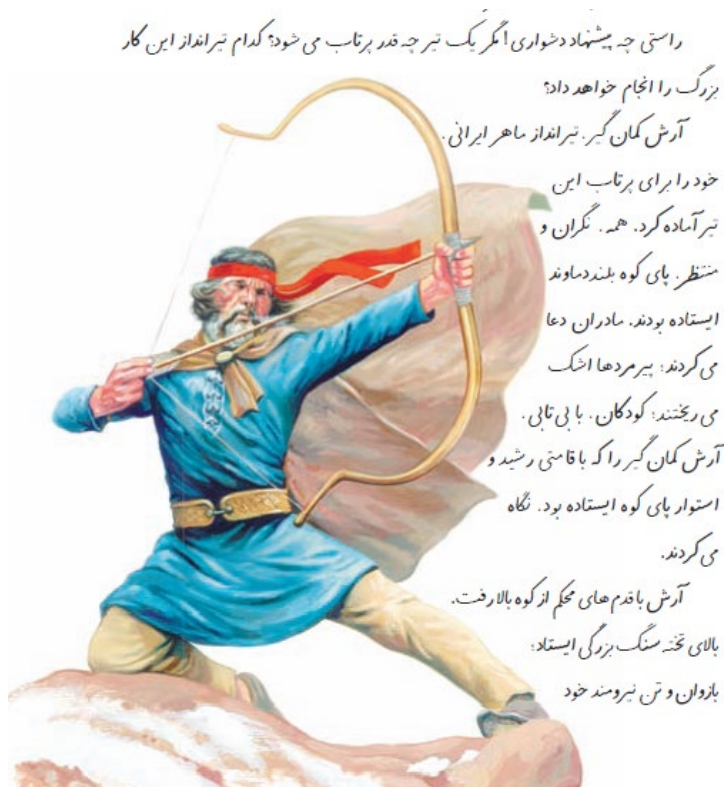 راستی چه پیشنهاد دشواری! مگر یک تیر چه قدر پرتاب می شود؟ کدام تیرانداز این کار
بزرگ را انجام خواهد داد؟
آرش کمان گیر، تیرانداز ماهر ایرانی،
خود را برای پرتاب این
تیر آماده کرد. همه، نگران و
منتظر، پای کوه بلند دماوند
ایستاده بودند. مادران دعا
می کردند؛ پیرمردها اشک
می ریختند؛ کودکان، با بی تابی،
آرش کمان گیر را که با قامتی رشید و
استوار پای کوه ایستاده بود، نگاه
می کردند.
آرش با قدم های محکم از کوه بالا رفت.
بالای تخته سنگ بزرگی ایستاد؛
بازوان و تن نیرومند خود